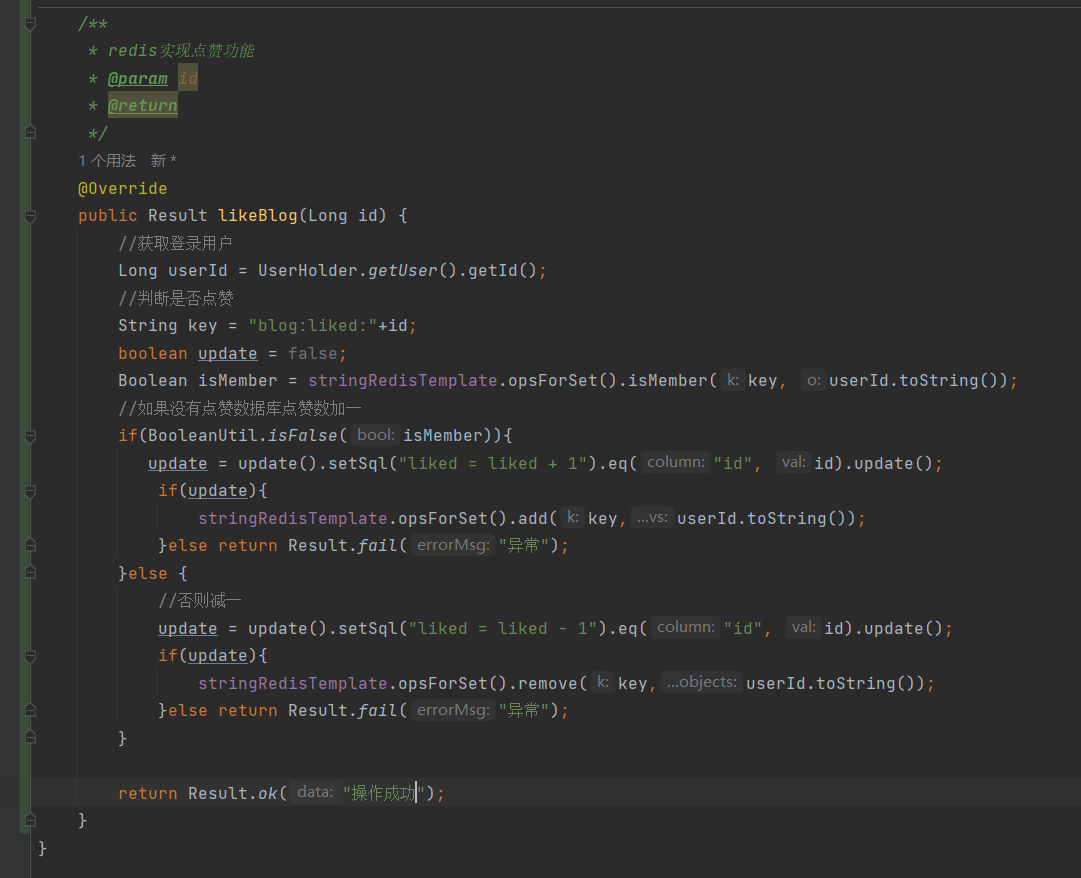 /**
 * redis实现点赞功能
 * @param id
 * @return
 */
1 个用法   新 *
@Override
public Result likeBlog(Long id) {
    //获取登录用户
    Long userId = UserHolder.getUser().getId();
    //判断是否点赞
    String key = "blog:liked:"+id;
    boolean update = false;
    Boolean isMember = stringRedisTemplate.opsForSet().isMember( k: key,  o: userId.toString());
    //如果没有点赞数据库点赞数加一
    if(BooleanUtil.isFalse( bool: isMember)){
       update = update().setSql("liked = liked + 1").eq( column: "id",  val: id).update();
        if(update){
            stringRedisTemplate.opsForSet().add( k: key, ...vs: userId.toString());
        }else return Result.fail( errorMsg: "异常");
    }else {
        //否则减一
        update = update().setSql("liked = liked - 1").eq( column: "id",  val: id).update();
        if(update){
            stringRedisTemplate.opsForSet().remove( k: key, ...objects: userId.toString());
        }else return Result.fail( errorMsg: "异常");
    }
    return Result.ok( data: "操作成功");
}
}